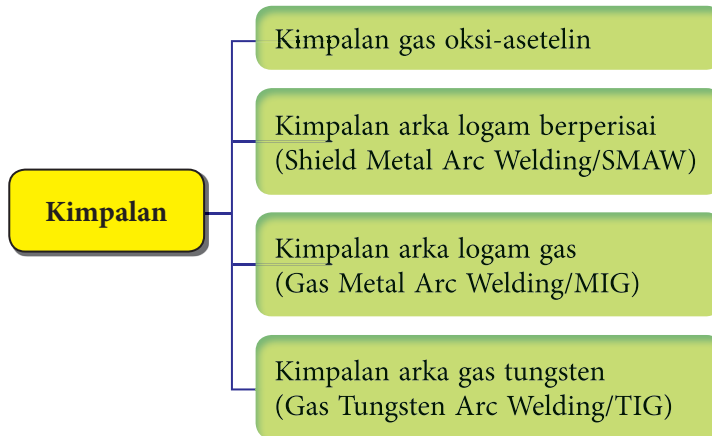 Kimpalan gas oksi-asetelin
Kimpalan arka logam berperisai
(Shield Metal Arc Welding/SMAW)
Kimpalan
Kimpalan arka logam gas
(Gas Metal Arc Welding/MIG)
Kimpalan arka gas tungsten
(Gas Tungsten Arc Welding/TIG)